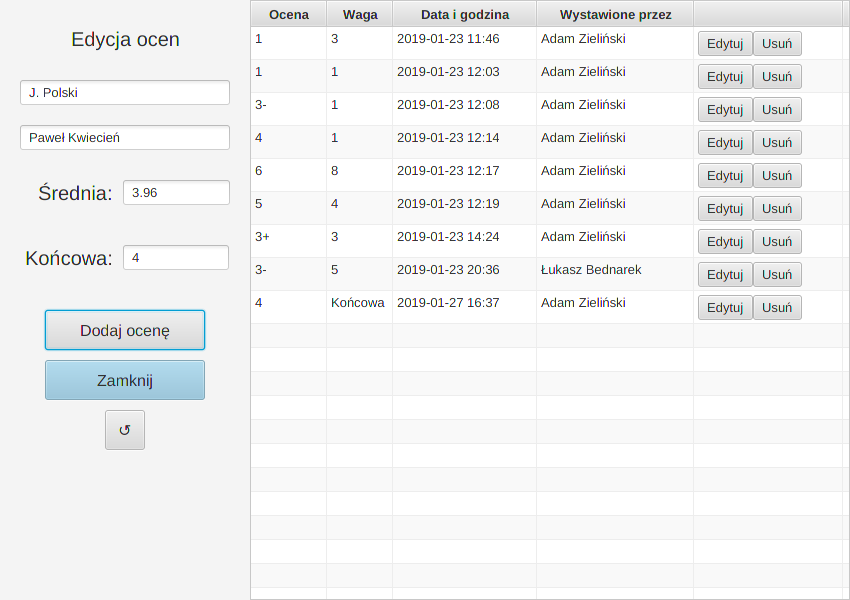 Edycja ocen
J. Polski
Paweł Kwiecień
Średnia: 3.96
Końcowa: 4
Dodaj ocenę
Zamknij
↺
Ocena Waga Data i godzina Wystawione przez
1 3 2019-01-23 11:46 Adam Zieliński Edytuj Usuń
1 1 2019-01-23 12:03 Adam Zieliński Edytuj Usuń
3- 1 2019-01-23 12:08 Adam Zieliński Edytuj Usuń
4 1 2019-01-23 12:14 Adam Zieliński Edytuj Usuń
6 8 2019-01-23 12:17 Adam Zieliński Edytuj Usuń
5 4 2019-01-23 12:19 Adam Zieliński Edytuj Usuń
3+ 3 2019-01-23 14:24 Adam Zieliński Edytuj Usuń
3- 5 2019-01-23 20:36 Łukasz Bednarek Edytuj Usuń
4 Końcowa 2019-01-27 16:37 Adam Zieliński Edytuj Usuń